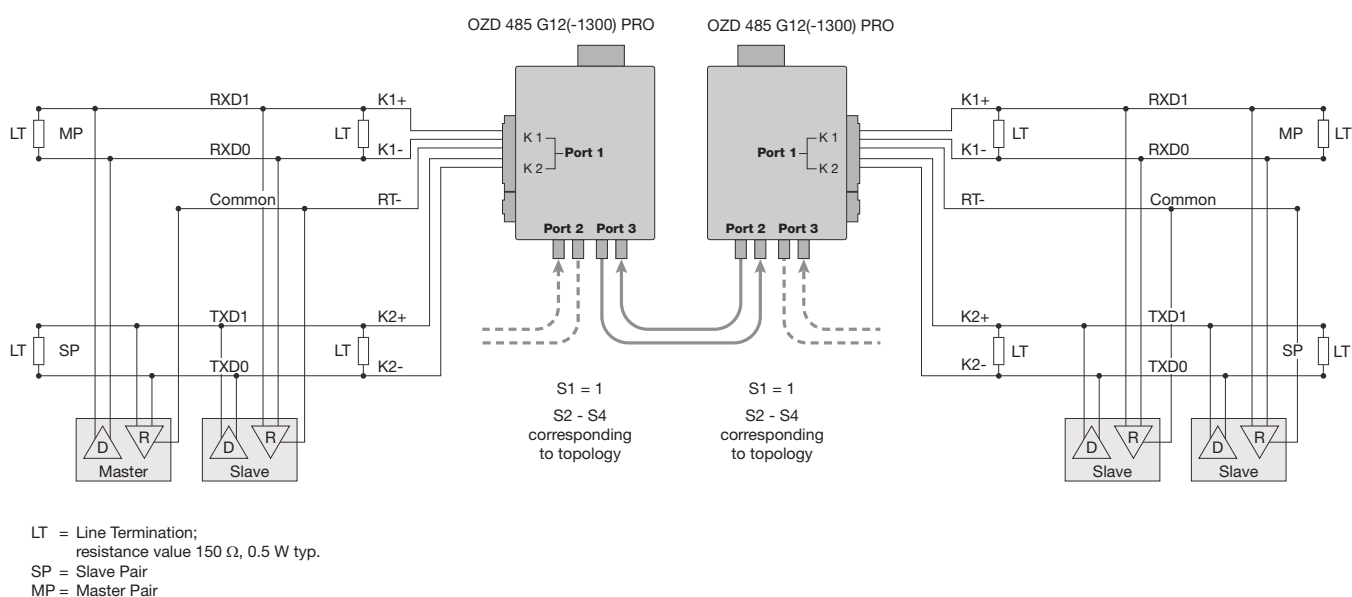 OZD 485 G12(-1300) PRO
OZD 485 G12(-1300) PRO
RXD1
K1+
K1+
RXD1
LT
MP
LT
K 1
Port 1
K 2
Port 1
K 1
K 2
LT
MP
LT
RXD0
K1-
K1-
RXD0
Common
RT-
RT-
Common
Port 2
Port 3
Port 2
Port 3
TXD1
K2+
K2+
TXD1
LT
SP
LT
LT
SP
LT
TXD0
K2-
K2-
TXD0
S1 = 1
S2 - S4
corresponding
to topology
S1 = 1
S2 - S4
corresponding
to topology
D
R
Master
D
R
Slave
D
R
Slave
D
R
Slave
LT = Line Termination;
resistance value 150 Ω, 0.5 W typ.
SP = Slave Pair
MP = Master Pair